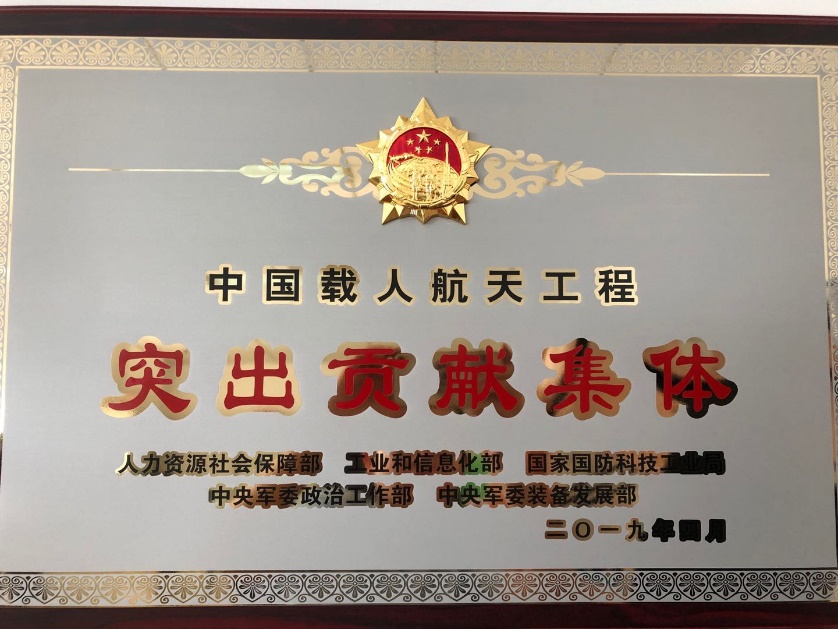 中国载人航天工程
突出贡献集体
人力资源社会保障部 工业和信息化部 国家国防科技工业局
中央军委政治工作部 中央军委装备发展部
二〇一九年四月